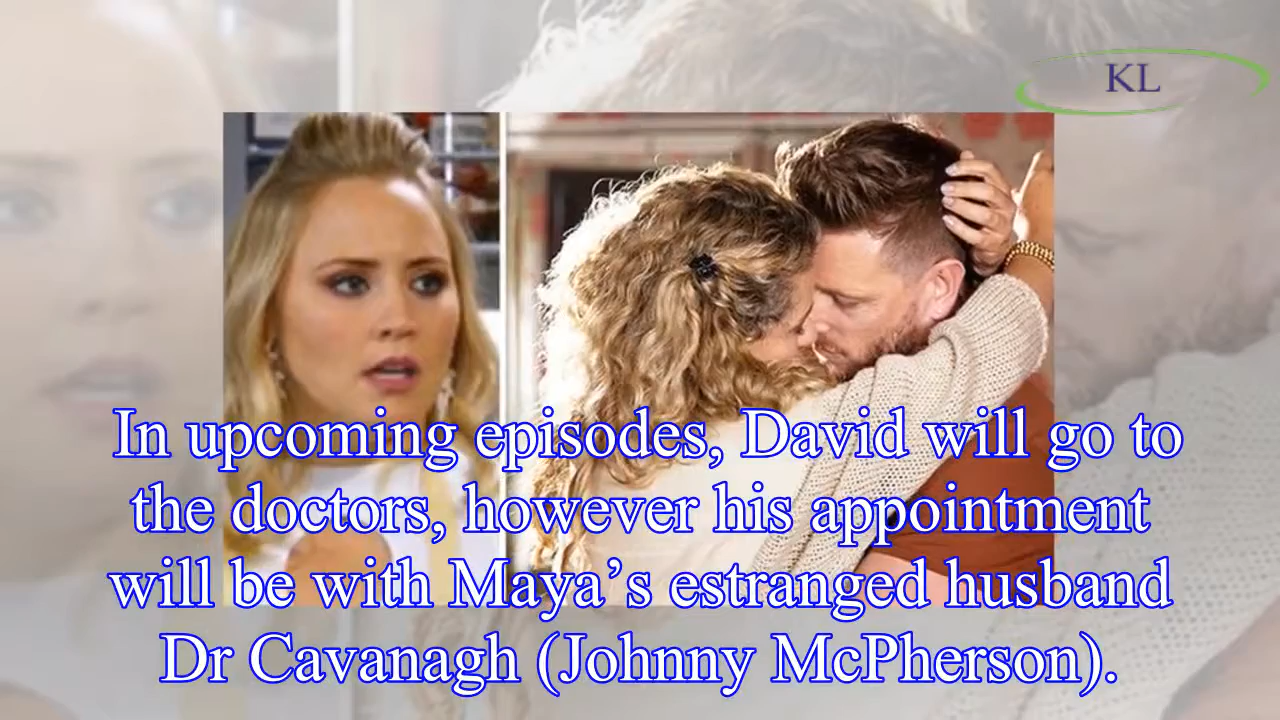 KL
In upcoming episodes, David will go to
the doctors, however his appointment
will be with Maya’s estranged husband
Dr Cavanagh (Johnny McPherson).